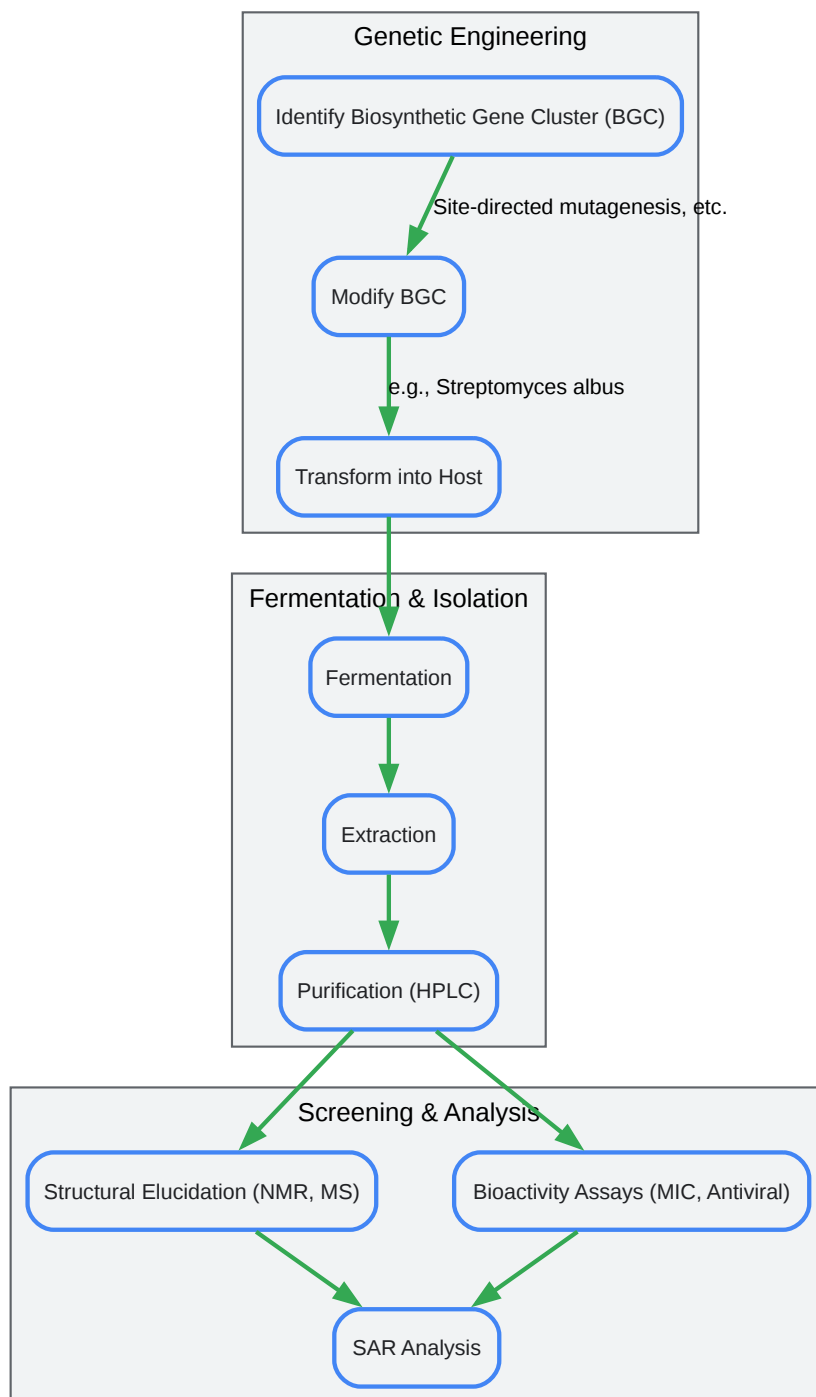 Genetic Engineering
Identify Biosynthetic Gene Cluster (BGC)
Site-directed mutagenesis, etc.
Modify BGC
e.g., Streptomyces albus
Transform into Host
Fermentation & Isolation
Fermentation
Extraction
Purification (HPLC)
Screening & Analysis
Structural Elucidation (NMR, MS)
Bioactivity Assays (MIC, Antiviral)
SAR Analysis